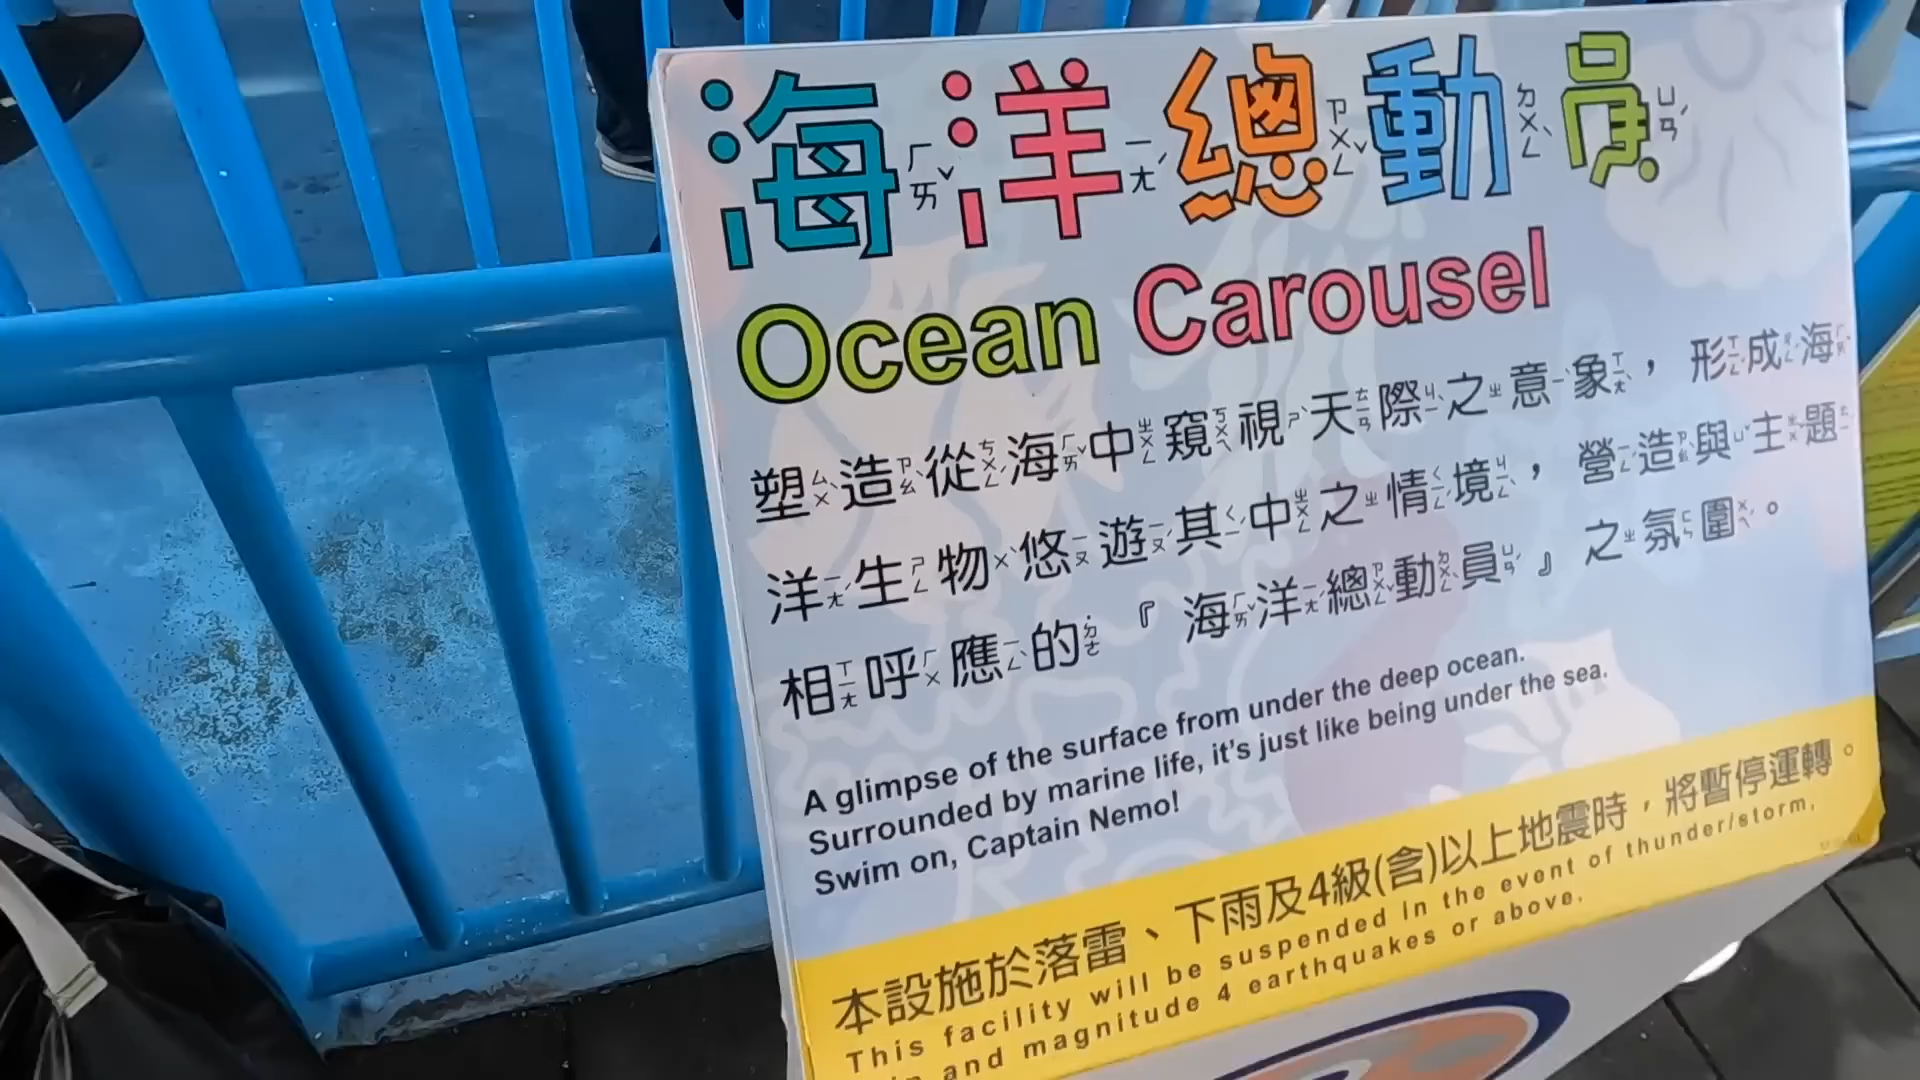 海洋總動員
Ocean Carousel
塑造從海中窺視天際之意象，形成海
洋生物悠遊其中之情境，營造與主題
相呼應的『海洋總動員』之氛圍。
A glimpse of the surface from under the deep ocean.
Surrounded by marine life, it's just like being under the sea.
Swim on, Captain Nemo!
本設施於落雷、下雨及4級(含)以上地震時，將暫停運轉。
This facility will be suspended in the event of thunder/storm,
and magnitude 4 earthquakes or above.